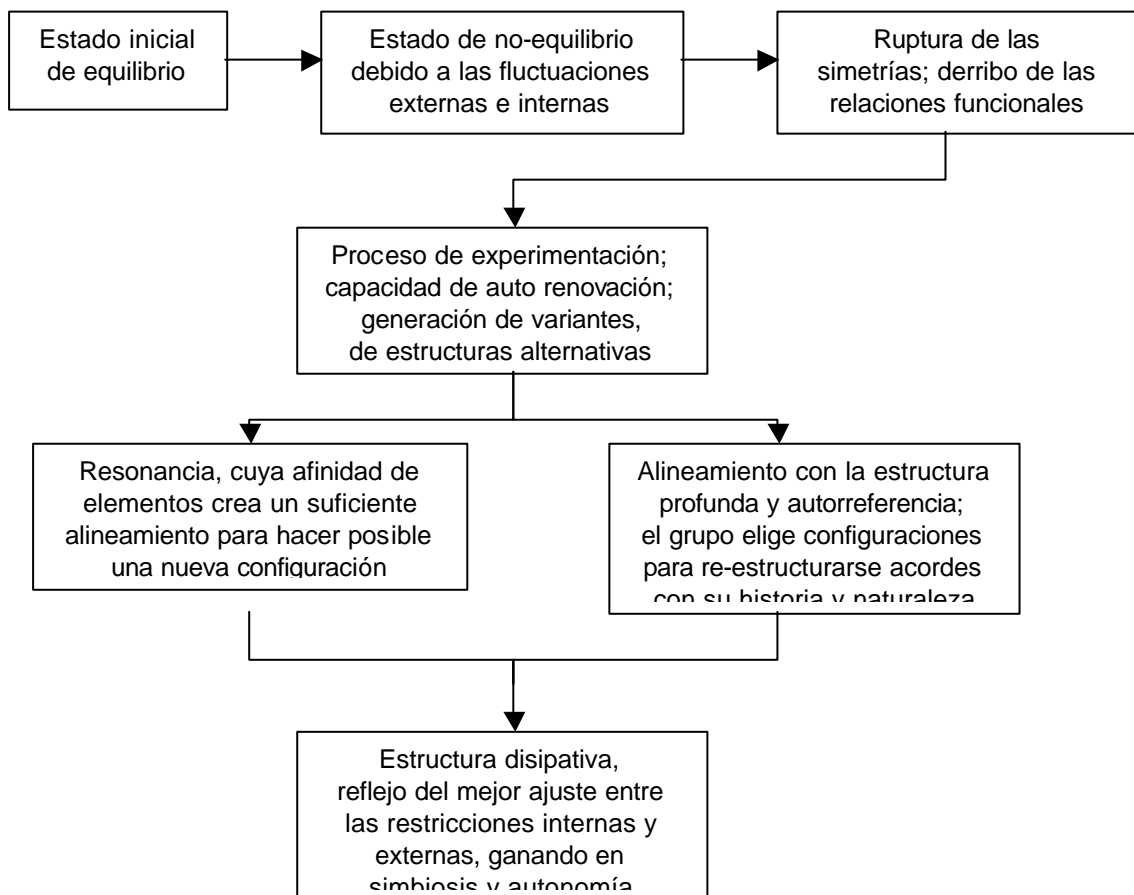 Estado inicial
de equilibrio
Estado de no-equilibrio
debido a las fluctuaciones
externas e internas
Ruptura de las
simetrías; derribo de las
relaciones funcionales
Proceso de experimentación;
capacidad de auto renovación;
generación de variantes,
de estructuras alternativas
Resonancia, cuya afinidad de
elementos crea un suficiente
alineamiento para hacer posible
una nueva configuración
Alineamiento con la estructura
profunda y autorreferencia;
el grupo elige configuraciones
para re-estructurarse acordes
con su historia y naturaleza
Estructura disipativa,
reflejo del mejor ajuste entre
las restricciones internas y
externas, ganando en
simbiosis y autonomía